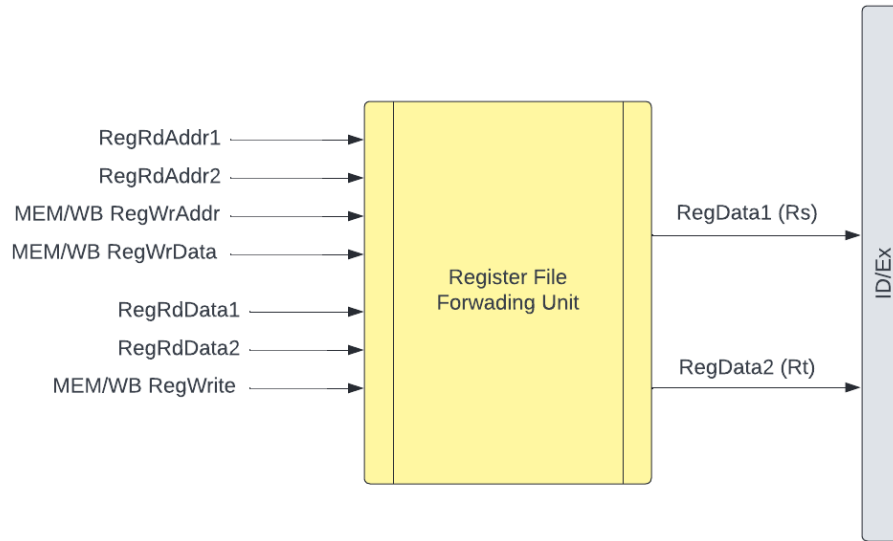 RegRdAddr1
RegRdAddr2
MEM/WB RegWrAddr
MEM/WB RegWrData
RegRdData1
RegRdData2
MEM/WB RegWrite
Register File
Forwading Unit
RegData1 (Rs)
RegData2 (Rt)
ID/Ex